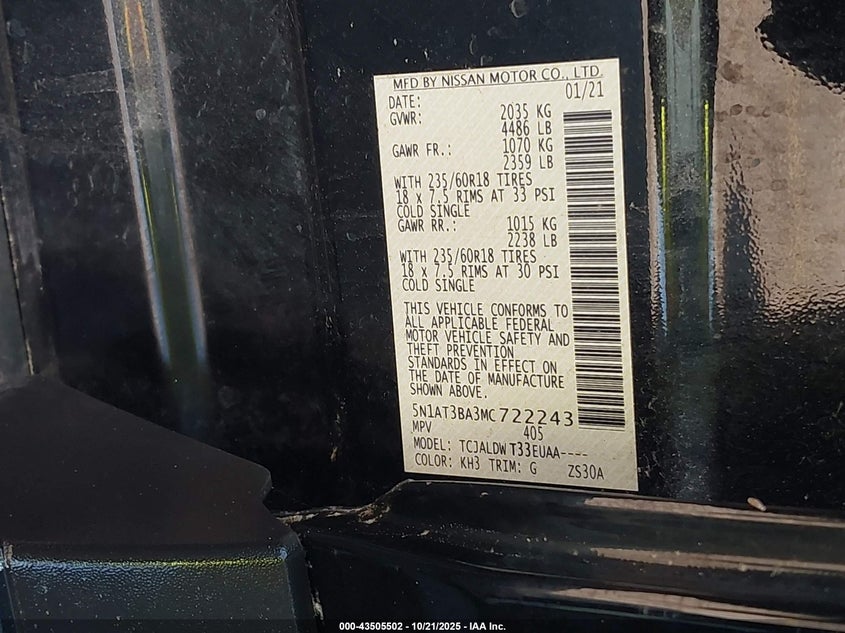 MFD BY NISSAN MOTOR CO., LTD.
DATE: 01/21
GVWR: 2035 KG
4486 LB
GAWR FR.: 1070 KG
2359 LB
WITH 235/60R18 TIRES
18 x 7.5 RIMS AT 33 PSI
COLD SINGLE
GAWR RR.: 1015 KG
2238 LB
WITH 235/60R18 TIRES
18 x 7.5 RIMS AT 30 PSI
COLD SINGLE
THIS VEHICLE CONFORMS TO
ALL APPLICABLE FEDERAL
MOTOR VEHICLE SAFETY AND
THEFT PREVENTION
STANDARDS IN EFFECT ON
THE DATE OF MANUFACTURE
SHOWN ABOVE.
5N1AT3BA3MC722243
MPV 405
MODEL: TCJALDW T33EUAA----
COLOR: KH3 TRIM: G ZS30A
000-43505502 - 10/21/2025 - IAA Inc.